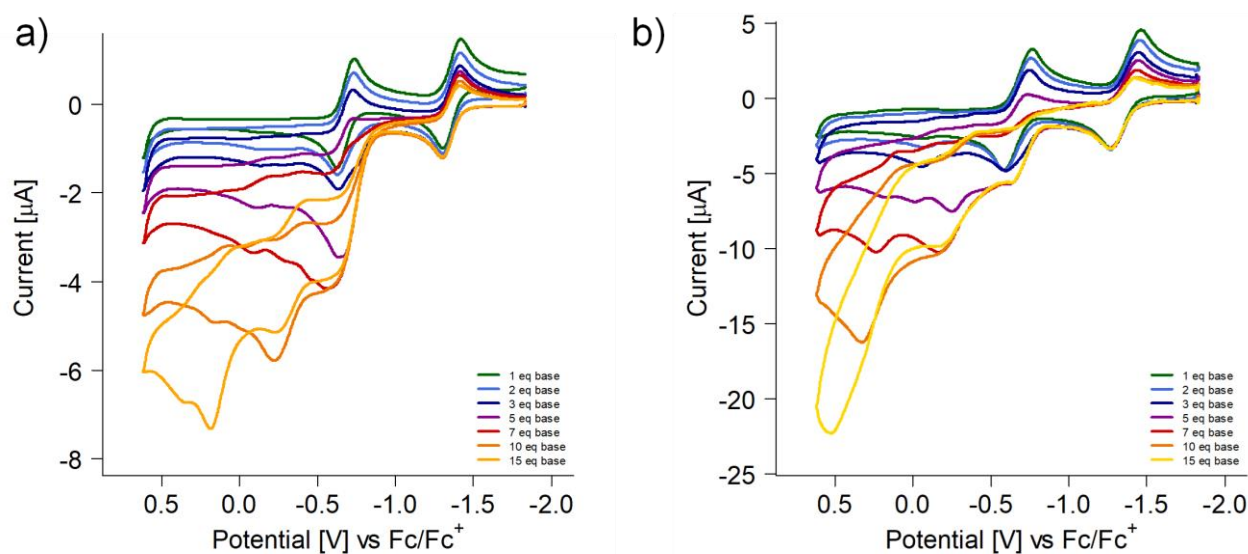 a)
Current [µA]
0
-2
-4
-6
-8
0.5 0.0 -0.5 -1.0 -1.5 -2.0
Potential [V] vs Fc/Fc+
1 eq base
2 eq base
3 eq base
5 eq base
7 eq base
10 eq base
15 eq base
b)
Current [µA]
5
0
-5
-10
-15
-20
-25
0.5 0.0 -0.5 -1.0 -1.5 -2.0
Potential [V] vs Fc/Fc+
1 eq base
2 eq base
3 eq base
5 eq base
7 eq base
10 eq base
15 eq base